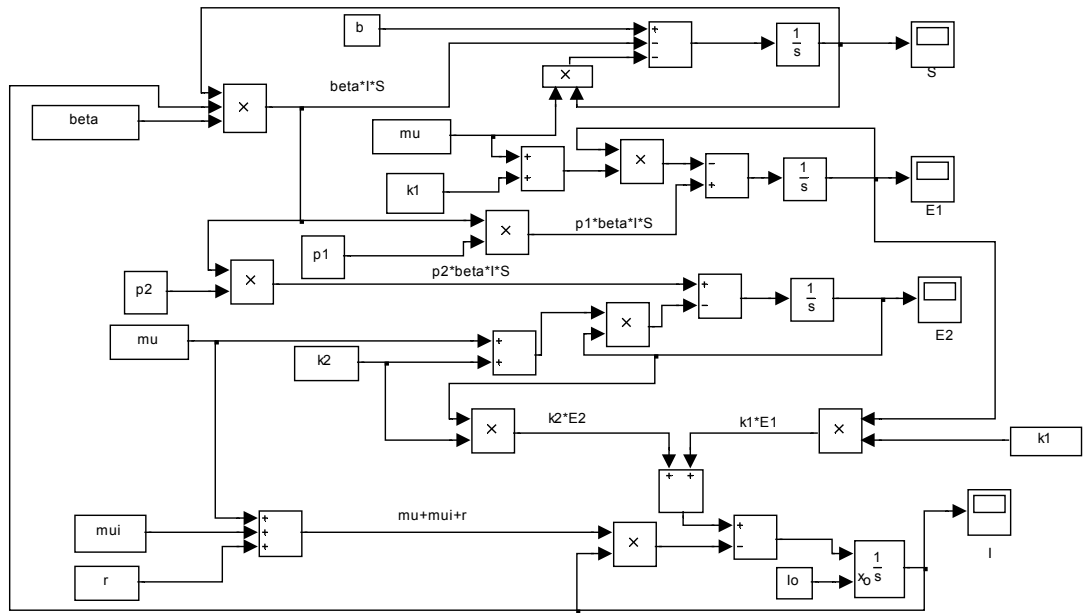 b
+
−
−
1
s
S
×
beta*I*S
×
beta
mu
+
+
×
−
+
1
s
E1
k1
p1*beta*I*S
×
p1
p2*beta*I*S
×
p2
+
−
1
s
E2
×
mu
+
+
k2
×
k2*E2
k1*E1
×
k1
+ +
mu+mui+r
+
+
+
mui
×
+
−
I
r
Io
xo
1
s